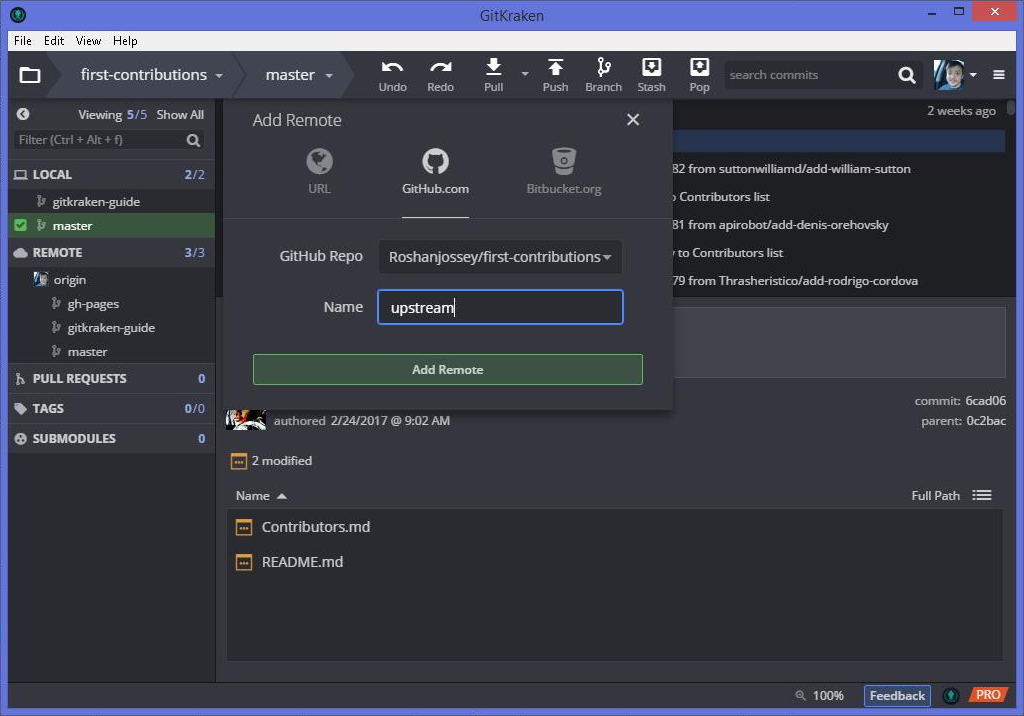 GitKraken
File Edit View Help
first-contributions master Undo Redo Pull Push Branch Stash Pop search commits
Viewing 5/5 Show All
Filter (Ctrl + Alt + f)
LOCAL 2/2
gitkraken-guide
master
REMOTE 3/3
origin
gh-pages
gitkraken-guide
master
PULL REQUESTS 0
TAGS 0/0
SUBMODULES 0
Add Remote
URL GitHub.com Bitbucket.org
GitHub Repo Roshanjossey/first-contributions
Name upstream
Add Remote
2 weeks ago
82 from suttonwilliamd/add-william-sutton
o Contributors list
81 from apirobot/add-denis-orehovsky
y to Contributors list
79 from Thrasheristico/add-rodrigo-cordova
commit: 6cad06
parent: 0c2bac
authored 2/24/2017 @ 9:02 AM
2 modified
Name Full Path
Contributors.md
README.md
100% Feedback PRO